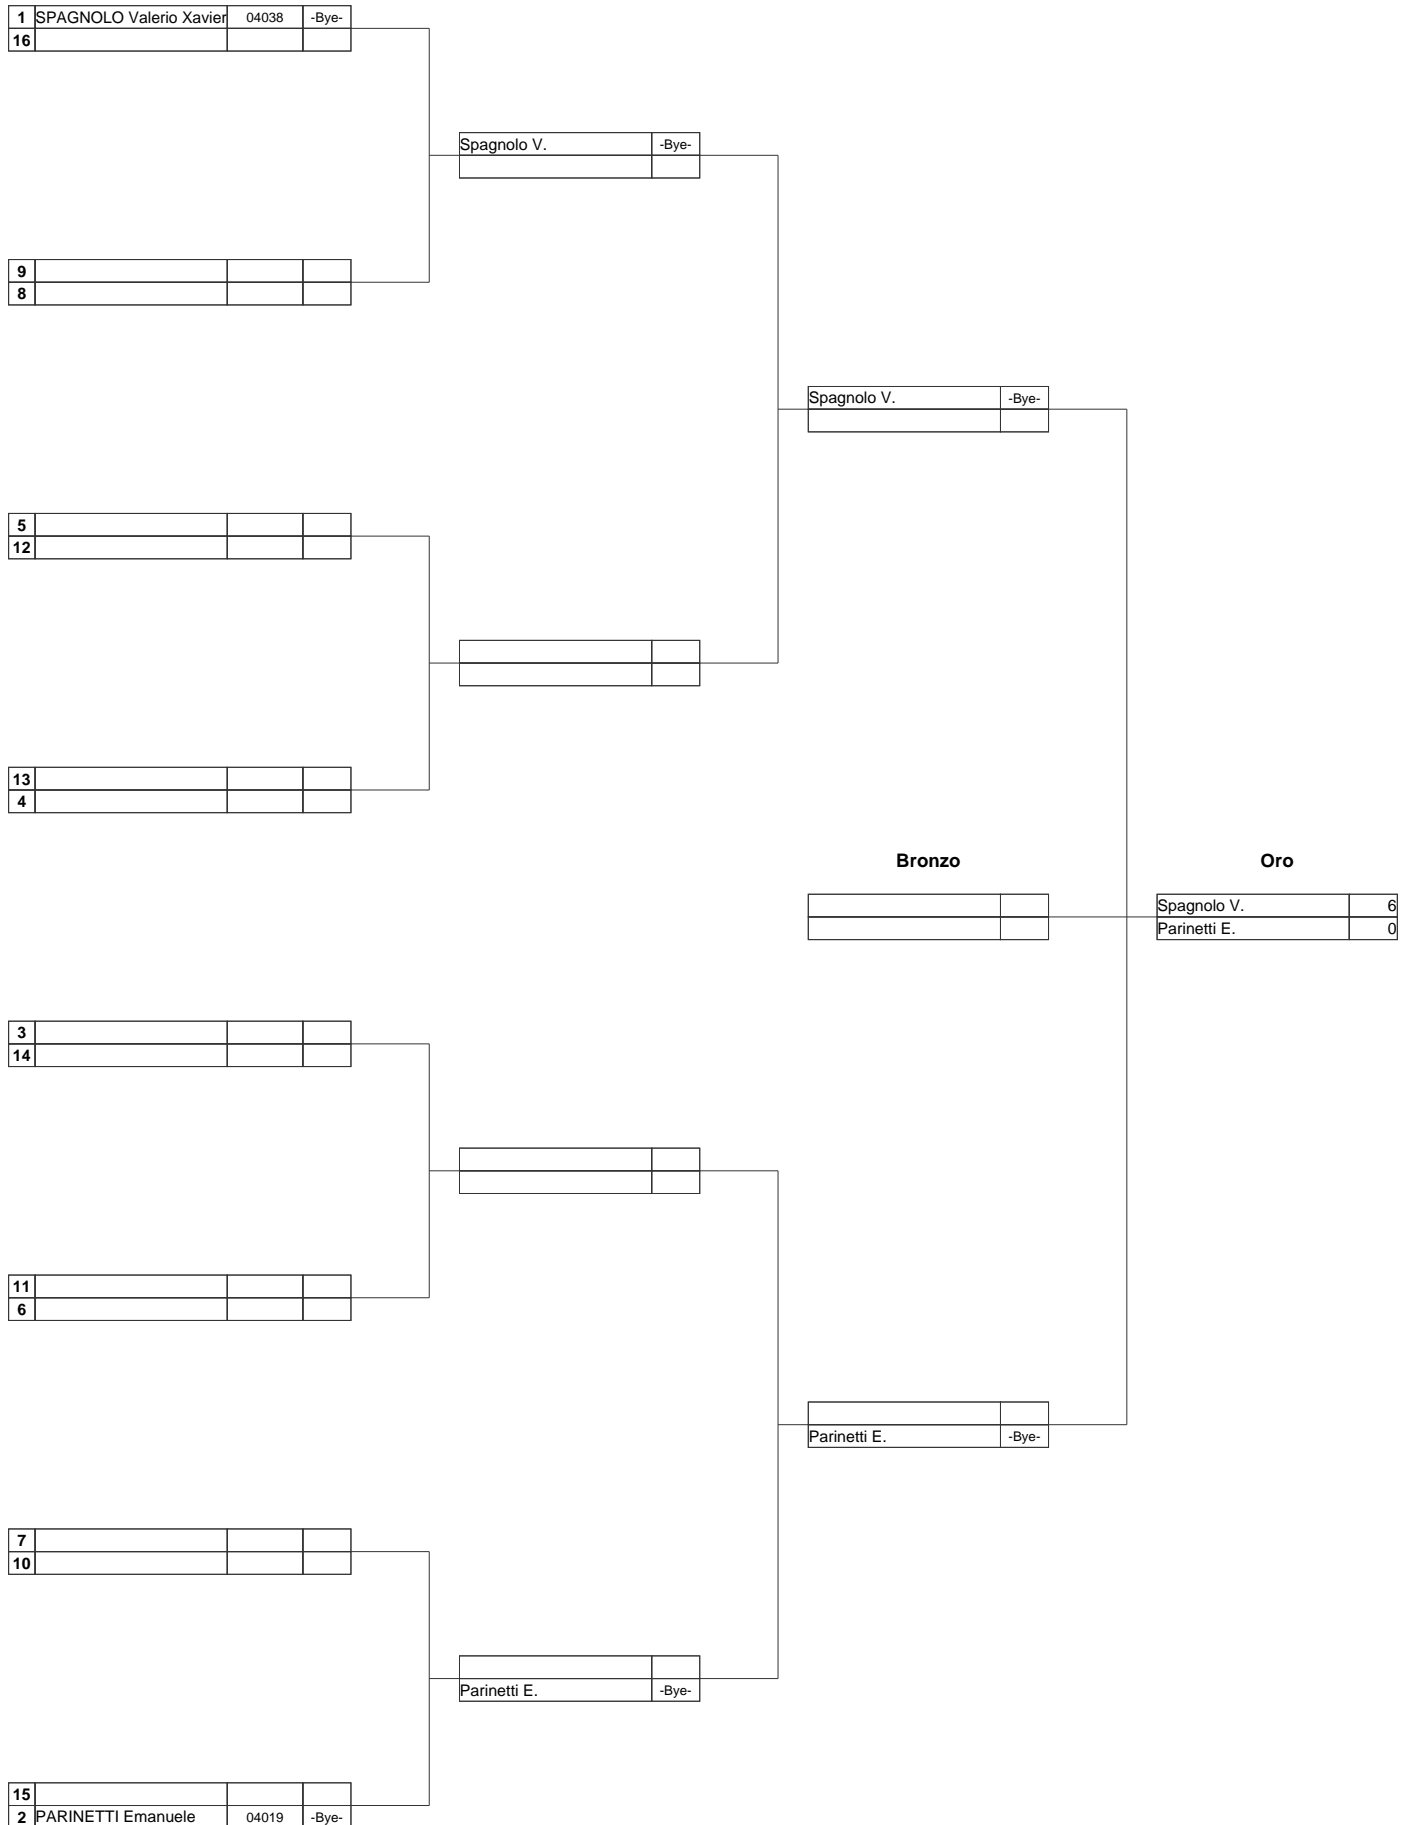 1 SPAGNOLO Valerio Xavier 04038 -Bye-
16
Spagnolo V. -Bye-
9
8
Spagnolo V. -Bye-
5
12
13
4
Bronzo Oro
Spagnolo V. 6
Parinetti E. 0
3
14
11
6
Parinetti E. -Bye-
7
10
Parinetti E. -Bye-
15
2 PARINETTI Emanuele 04019 -Bye-